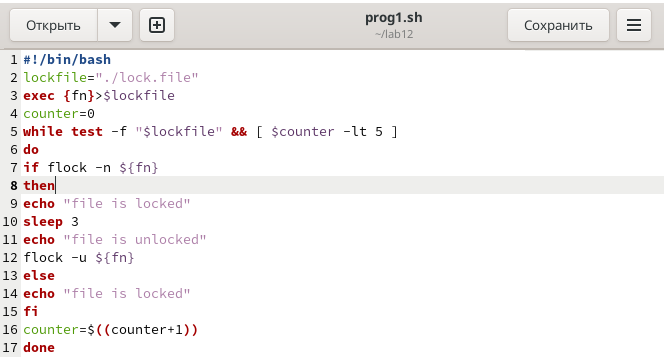 Открыть
prog1.sh
~/lab12
Сохранить
1 #!/bin/bash
2 lockfile="./lock.file"
3 exec {fn}>$lockfile
4 counter=0
5 while test -f "$lockfile" && [ $counter -lt 5 ]
6 do
7 if flock -n ${fn}
8 then
9 echo "file is locked"
10 sleep 3
11 echo "file is unlocked"
12 flock -u ${fn}
13 else
14 echo "file is locked"
15 fi
16 counter=$((counter+1))
17 done